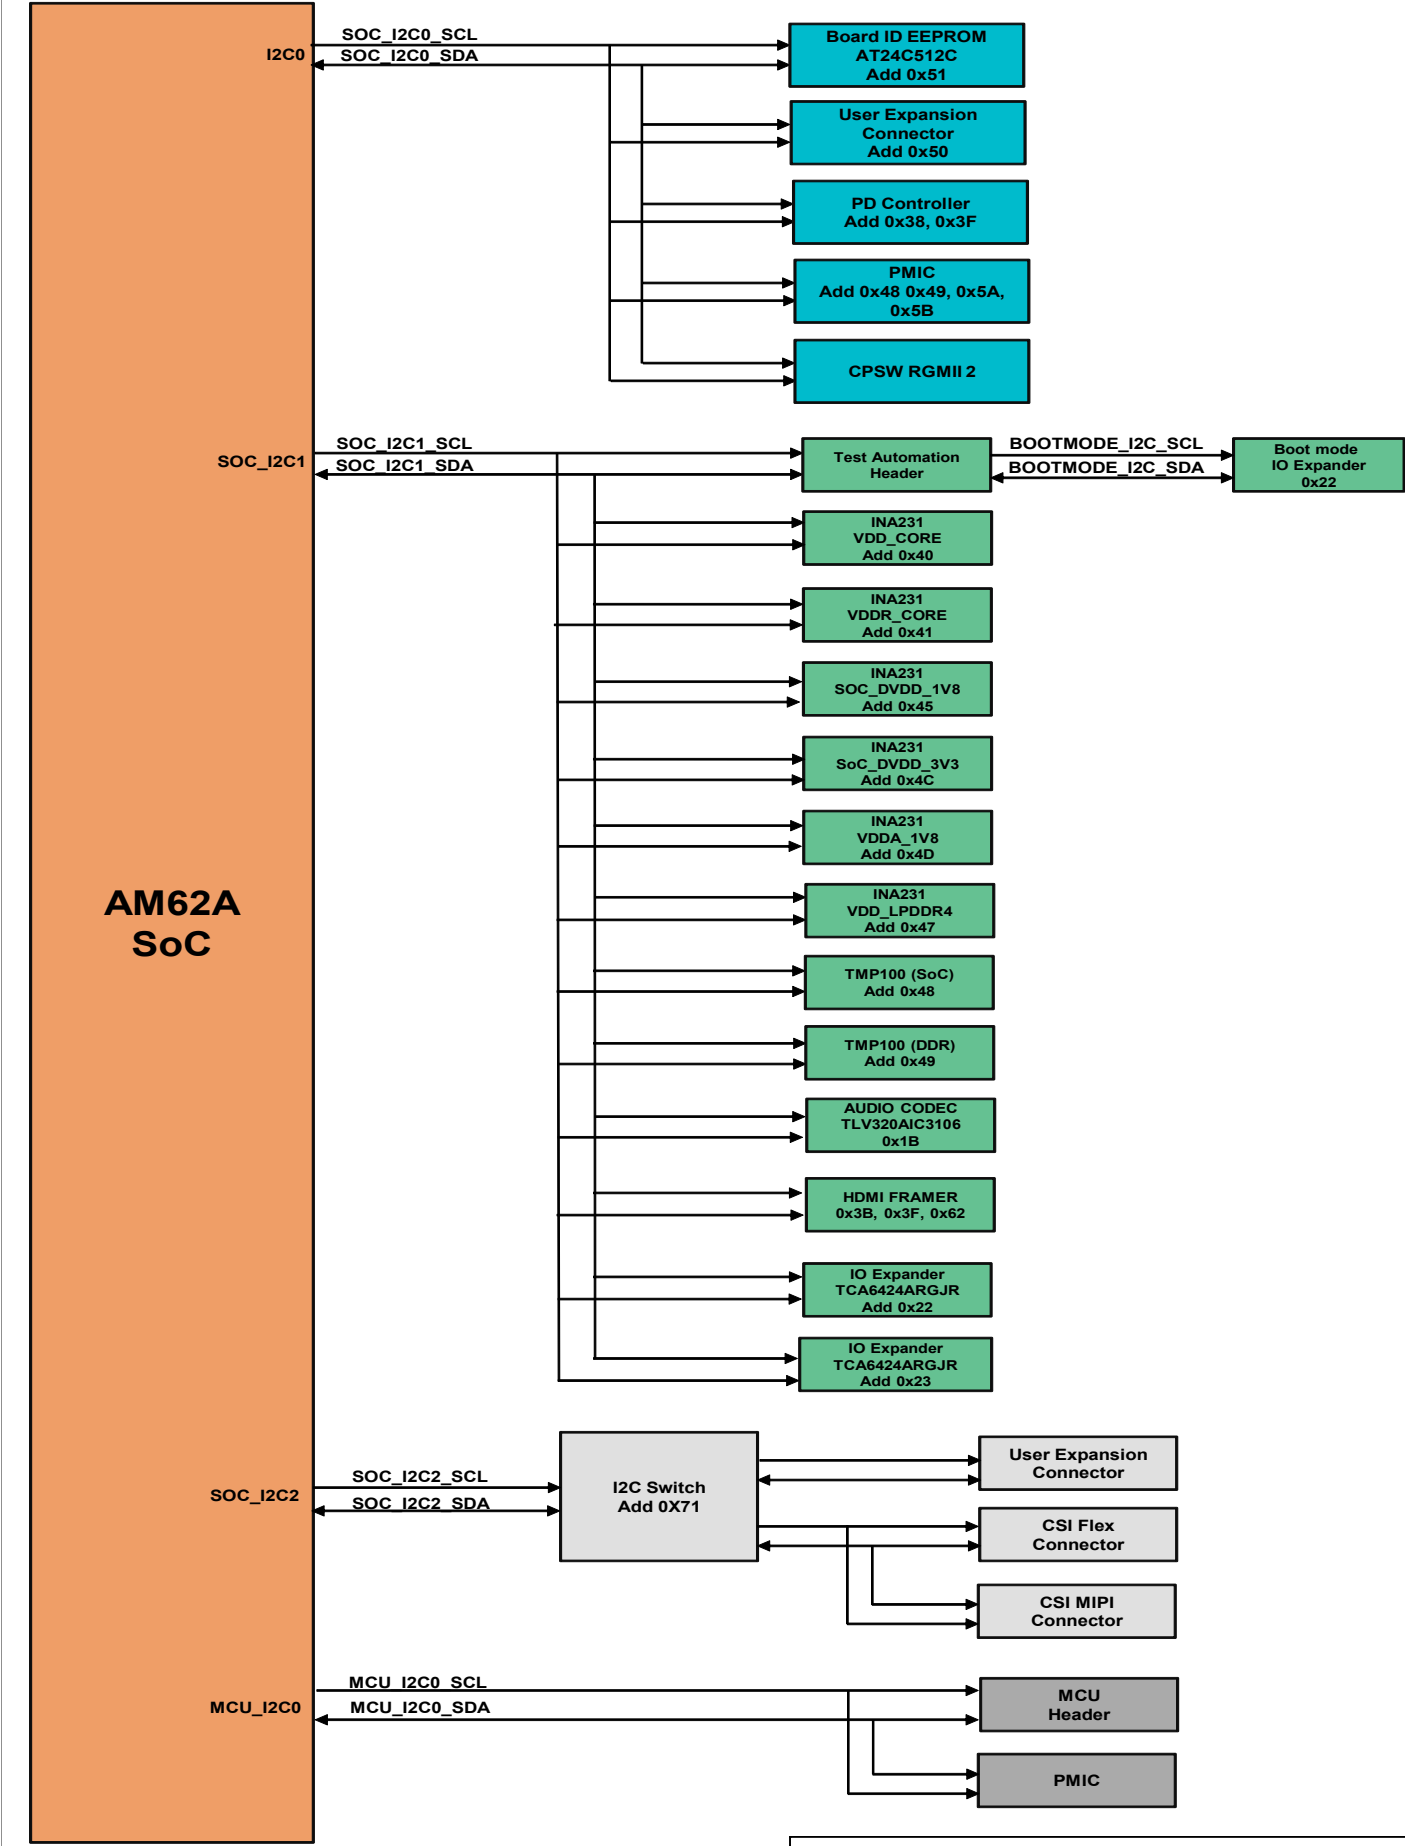 AM62A
SoC
I2C0
SOC_I2C0_SCL
SOC_I2C0_SDA
Board ID EEPROM
AT24C512C
Add 0x51
User Expansion
Connector
Add 0x50
PD Controller
Add 0x38, 0x3F
PMIC
Add 0x48 0x49, 0x5A,
0x5B
CPSW RGMII 2
SOC_I2C1
SOC_I2C1_SCL
SOC_I2C1_SDA
Test Automation
Header
BOOTMODE_I2C_SCL
BOOTMODE_I2C_SDA
Boot mode
IO Expander
0x22
INA231
VDD_CORE
Add 0x40
INA231
VDDR_CORE
Add 0x41
INA231
SOC_DVDD_1V8
Add 0x45
INA231
SoC_DVDD_3V3
Add 0x4C
INA231
VDDA_1V8
Add 0x4D
INA231
VDD_LPDDR4
Add 0x47
TMP100 (SoC)
Add 0x48
TMP100 (DDR)
Add 0x49
AUDIO CODEC
TLV320AIC3106
0x1B
HDMI FRAMER
0x3B, 0x3F, 0x62
IO Expander
TCA6424ARGJR
Add 0x22
IO Expander
TCA6424ARGJR
Add 0x23
SOC_I2C2
SOC_I2C2_SCL
SOC_I2C2_SDA
I2C Switch
Add 0X71
User Expansion
Connector
CSI Flex
Connector
CSI MIPI
Connector
MCU_I2C0
MCU_I2C0_SCL
MCU_I2C0_SDA
MCU
Header
PMIC